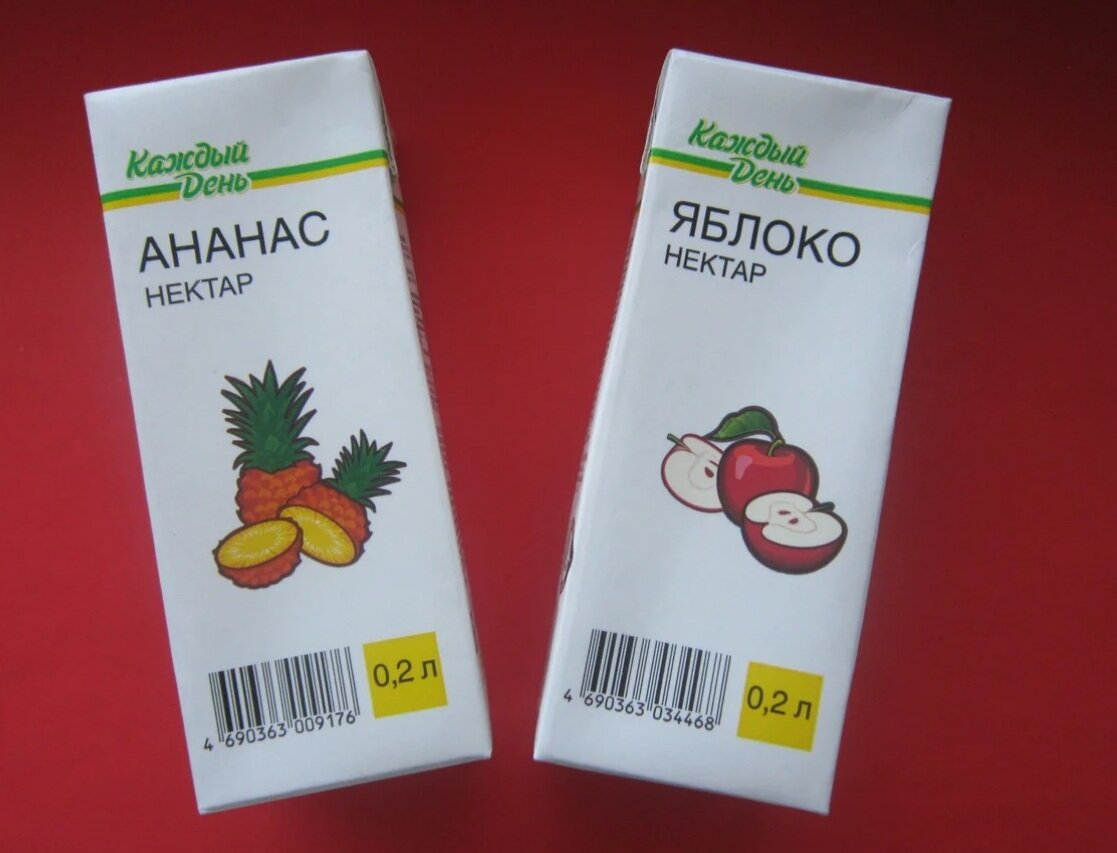 Каждый
День
АНАНАС
НЕКТАР
0,2 л
4 690363 009176
Каждый
День
ЯБЛОКО
НЕКТАР
0,2 л
4 690363 034468